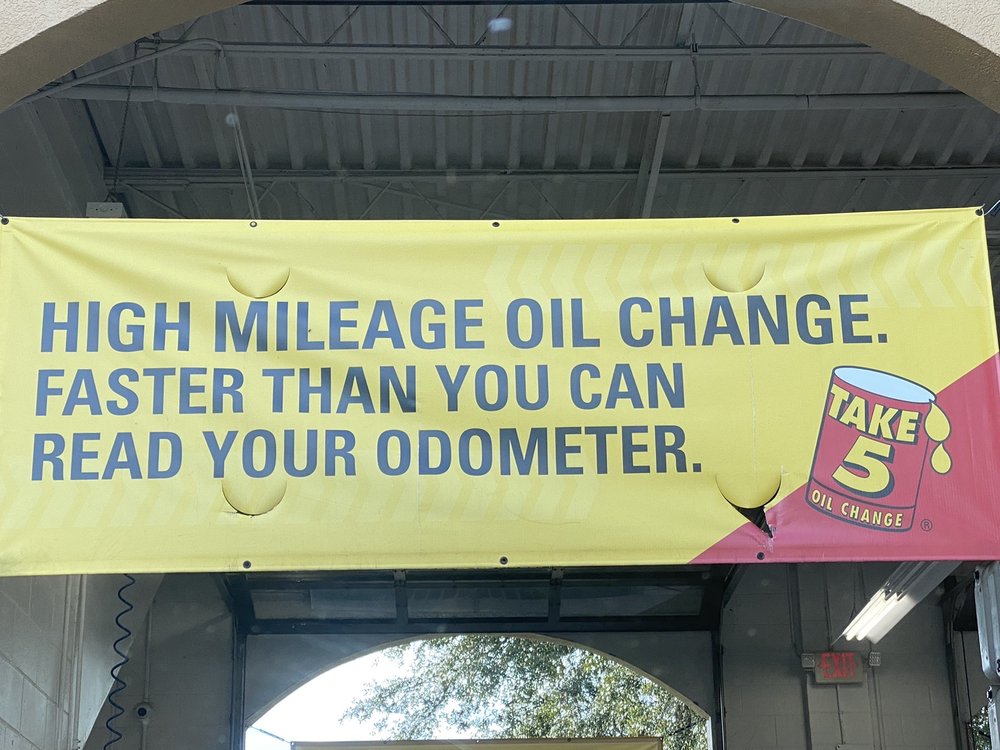 HIGH MILEAGE OIL CHANGE.
FASTER THAN YOU CAN
READ YOUR ODOMETER.
TAKE
5
OIL CHANGE
®
EXIT